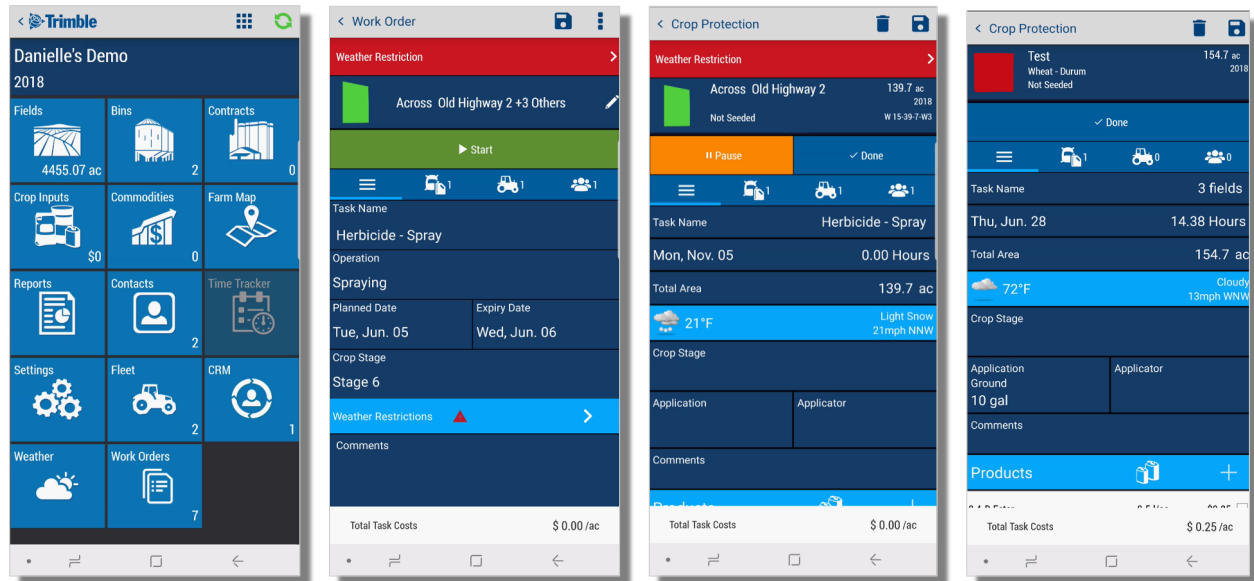 < Trimble
Danielle's Demo
2018
Fields
4455.07 ac
Bins
2
Contracts
0
Crop Inputs
$0
Commodities
0
Farm Map
Reports
Contacts
2
Time Tracker
Settings
Fleet
2
CRM
1
Weather
Work Orders
7
< Work Order
Weather Restriction >
Across Old Highway 2 +3 Others
Start
1 1 1
Task Name
Herbicide - Spray
Operation
Spraying
Planned Date Expiry Date
Tue, Jun. 05 Wed, Jun. 06
Crop Stage
Stage 6
Weather Restrictions >
Comments
Total Task Costs $ 0.00 /ac
< Crop Protection
Weather Restriction >
Across Old Highway 2 139.7 ac
2018
Not Seeded W 15-39-7-W3
Pause Done
1 1 1
Task Name Herbicide - Spray
Mon, Nov. 05 0.00 Hours
Total Area 139.7 ac
21°F Light Snow
21mph NNW
Crop Stage
Application Applicator
Comments
Products +
Total Task Costs $ 0.00 /ac
< Crop Protection
Test 154.7 ac
Wheat - Durum 2018
Not Seeded
Done
1 0 0
Task Name 3 fields
Thu, Jun. 28 14.38 Hours
Total Area 154.7 ac
72°F Cloudy
13mph WNW
Crop Stage
Application Applicator
Ground
10 gal
Comments
Products +
Total Task Costs $ 0.25 /ac